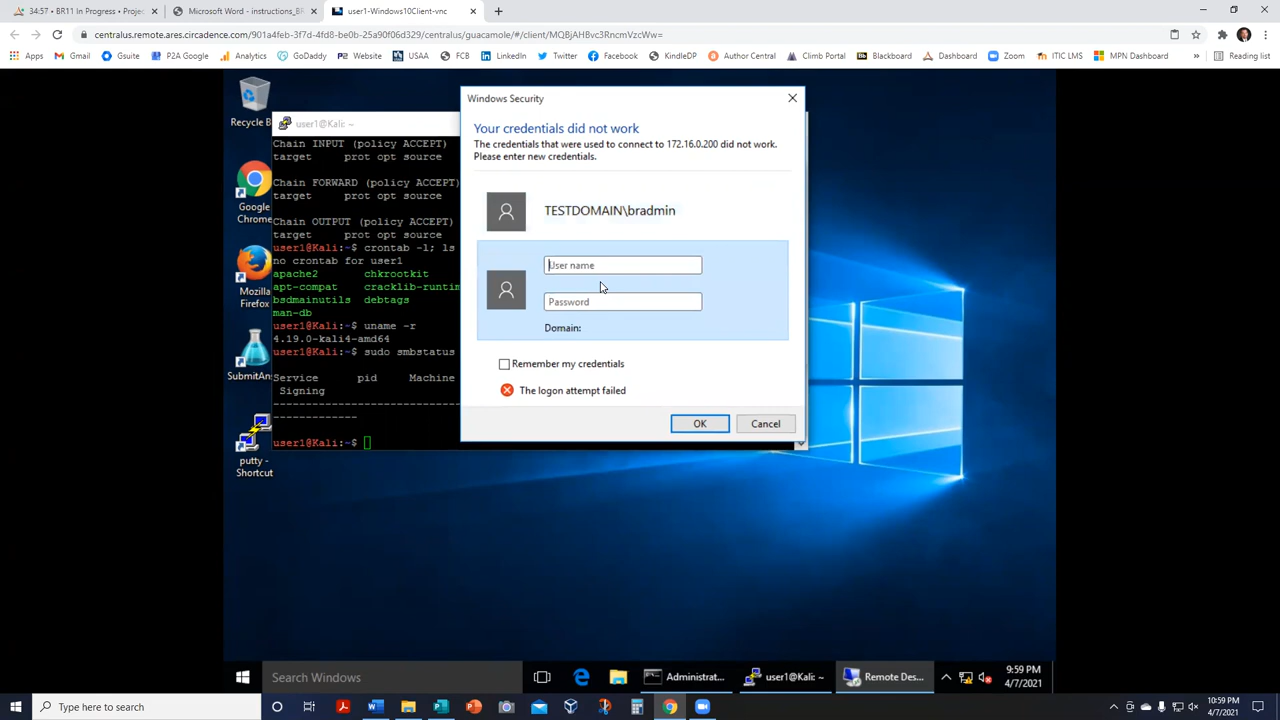 34:57 • BR11 In Progress • Proje
Microsoft Word - instructions_BR
user1-Windows10Client-vnc
centralus.remote.ares.circadence.com/901a4feb-3f7d-4fd8-be0b-25a90f06d329/centralus/guacamole/#/client/MQBjAHBvc3RncmVzcWw=
Apps
Gmail
Gsuite
P2A Google
Analytics
GoDaddy
Website
USAA
FCB
LinkedIn
Twitter
Facebook
KindleDP
Author Central
Climb Portal
Blackboard
Dashboard
Zoom
ITIC LMS
MPN Dashboard
»
Reading list
Recycle B
Google
Chrome
Mozilla
Firefox
SubmitAns
putty -
Shortcut
user1@Kali: ~
Chain INPUT (policy ACCEPT)
target prot opt source
Chain FORWARD (policy ACCEPT)
target prot opt source
Chain OUTPUT (policy ACCEPT)
target prot opt source
user1@Kali:~$ crontab -l; ls
no crontab for user1
apache2 chkrootkit
apt-compat cracklib-runtim
bsdmainutils debtags
man-db
user1@Kali:~$ uname -r
4.19.0-kali4-amd64
user1@Kali:~$ sudo smbstatus
Service pid Machine
Signing
---------------------------------
-------------
user1@Kali:~$
Windows Security
Your credentials did not work
The credentials that were used to connect to 172.16.0.200 did not work.
Please enter new credentials.
TESTDOMAIN\bradmin
User name
Password
Domain:
Remember my credentials
The logon attempt failed
OK
Cancel
Search Windows
Administrat...
user1@Kali: ~
Remote Des...
9:59 PM
4/7/2021
Type here to search
10:59 PM
4/7/2021